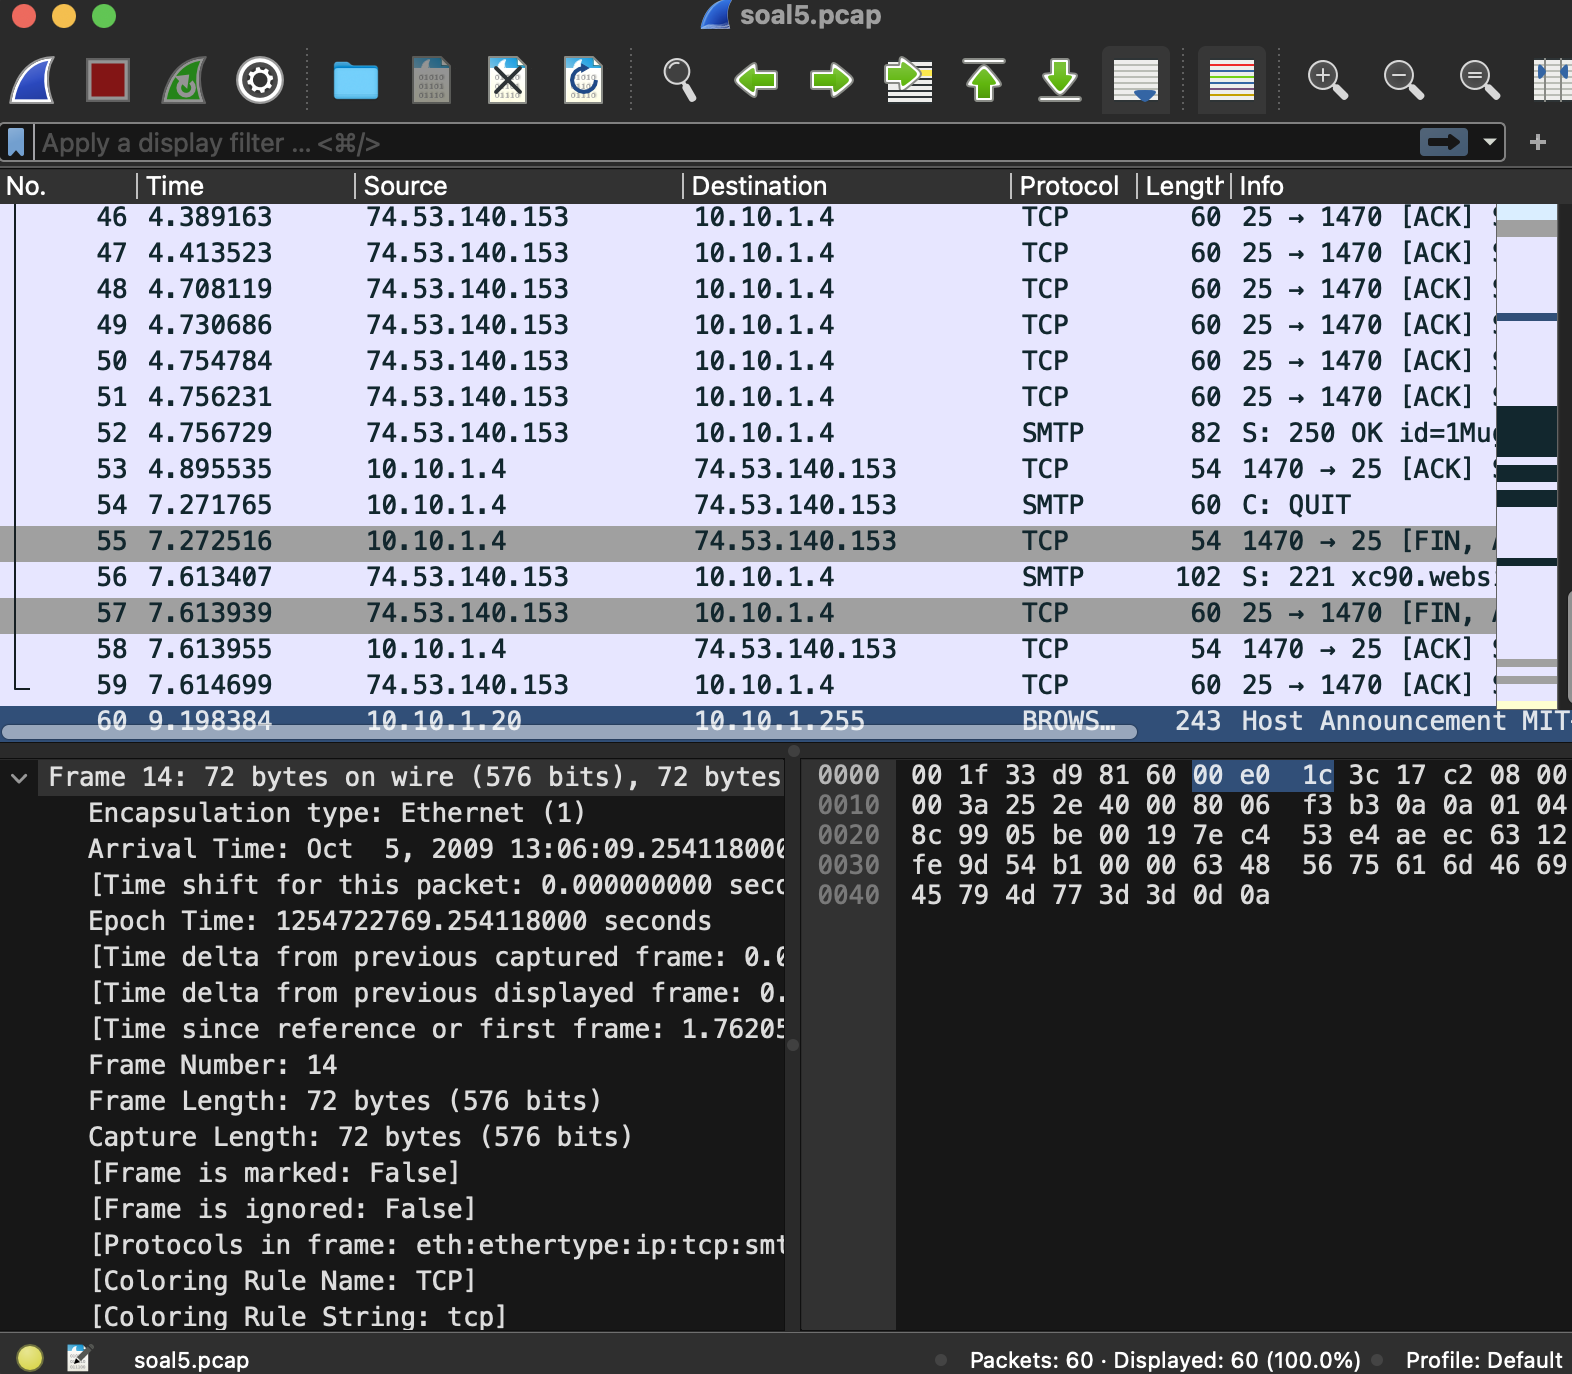 soal5.pcap
Apply a display filter ... <⌘/>
No. Time Source Destination Protocol Length Info
46 4.389163 74.53.140.153 10.10.1.4 TCP 60 25 → 1470 [ACK]
47 4.413523 74.53.140.153 10.10.1.4 TCP 60 25 → 1470 [ACK]
48 4.708119 74.53.140.153 10.10.1.4 TCP 60 25 → 1470 [ACK]
49 4.730686 74.53.140.153 10.10.1.4 TCP 60 25 → 1470 [ACK]
50 4.754784 74.53.140.153 10.10.1.4 TCP 60 25 → 1470 [ACK]
51 4.756231 74.53.140.153 10.10.1.4 TCP 60 25 → 1470 [ACK]
52 4.756729 74.53.140.153 10.10.1.4 SMTP 82 S: 250 OK id=1Mu
53 4.895535 10.10.1.4 74.53.140.153 TCP 54 1470 → 25 [ACK]
54 7.271765 10.10.1.4 74.53.140.153 SMTP 60 C: QUIT
55 7.272516 10.10.1.4 74.53.140.153 TCP 54 1470 → 25 [FIN,
56 7.613407 74.53.140.153 10.10.1.4 SMTP 102 S: 221 xc90.webs
57 7.613939 74.53.140.153 10.10.1.4 TCP 60 25 → 1470 [FIN,
58 7.613955 10.10.1.4 74.53.140.153 TCP 54 1470 → 25 [ACK]
59 7.614699 74.53.140.153 10.10.1.4 TCP 60 25 → 1470 [ACK]
60 9.198384 10.10.1.20 10.10.1.255 BROWS... 243 Host Announcement MIT
Frame 14: 72 bytes on wire (576 bits), 72 bytes
Encapsulation type: Ethernet (1)
Arrival Time: Oct 5, 2009 13:06:09.254118000
[Time shift for this packet: 0.000000000 sec
Epoch Time: 1254722769.254118000 seconds
[Time delta from previous captured frame: 0.0
[Time delta from previous displayed frame: 0.
[Time since reference or first frame: 1.76205
Frame Number: 14
Frame Length: 72 bytes (576 bits)
Capture Length: 72 bytes (576 bits)
[Frame is marked: False]
[Frame is ignored: False]
[Protocols in frame: eth:ethertype:ip:tcp:smt
[Coloring Rule Name: TCP]
[Coloring Rule String: tcp]
0000 00 1f 33 d9 81 60 00 e0 1c 3c 17 c2 08 00
0010 00 3a 25 2e 40 00 80 06 f3 b3 0a 0a 01 04
0020 8c 99 05 be 00 19 7e c4 53 e4 ae ec 63 12
0030 fe 9d 54 b1 00 00 63 48 56 75 61 6d 46 69
0040 45 79 4d 77 3d 3d 0d 0a
soal5.pcap
Packets: 60 · Displayed: 60 (100.0%)
Profile: Default